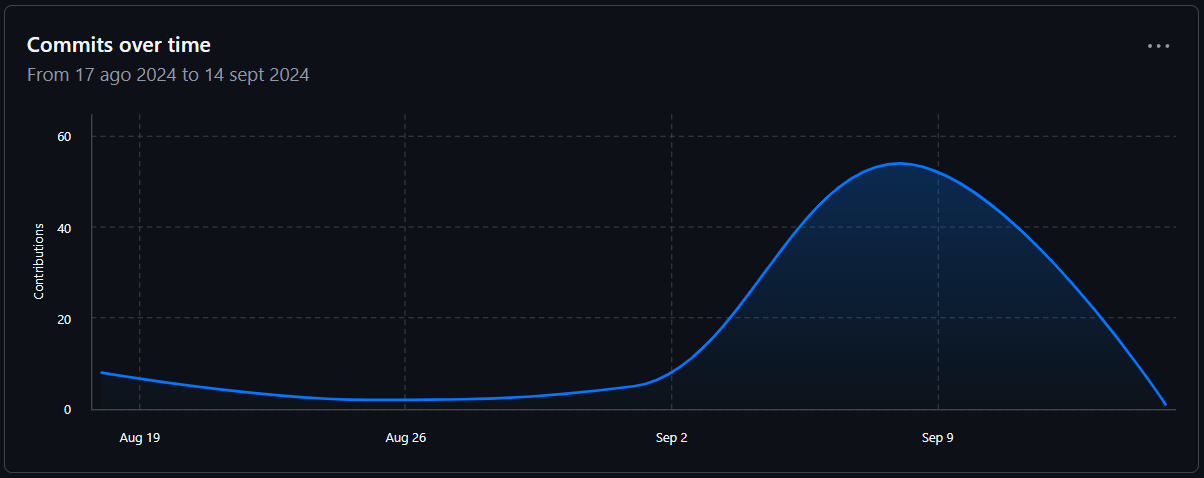 Commits over time
From 17 ago 2024 to 14 sept 2024
Contributions
60
40
20
0
Aug 19
Aug 26
Sep 2
Sep 9